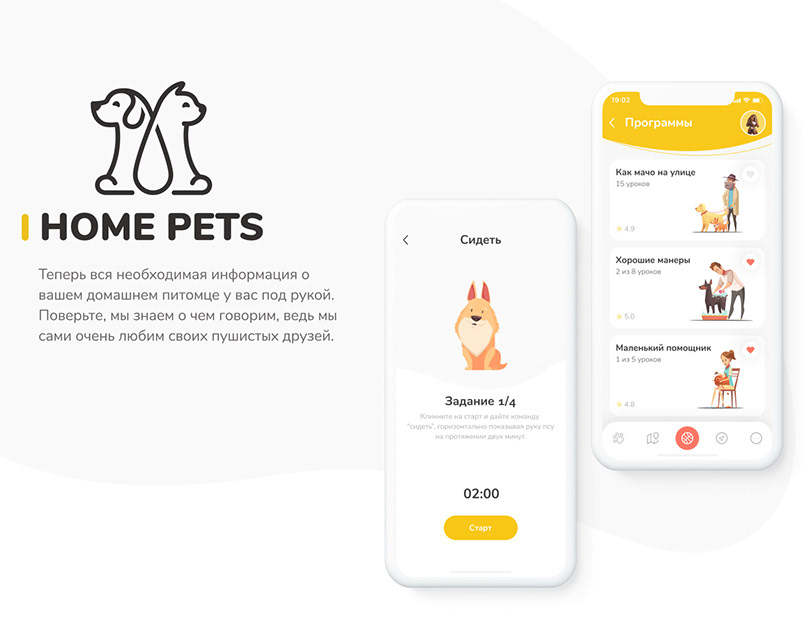 HOME PETS
Теперь вся необходимая информация о
вашем домашнем питомце у вас под рукой.
Поверьте, мы знаем о чем говорим, ведь мы
сами очень любим своих пушистых друзей.
Сидеть
Задание 1/4
Кликните на старт и дайте команду
"сидеть", горизонтально показывая руку псу
на протяжении двух минут.
02:00
Старт
19:02
Программы
Как мачо на улице
15 уроков
4.9
Хорошие манеры
2 из 8 уроков
5.0
Маленький помощник
1 из 5 уроков
4.8